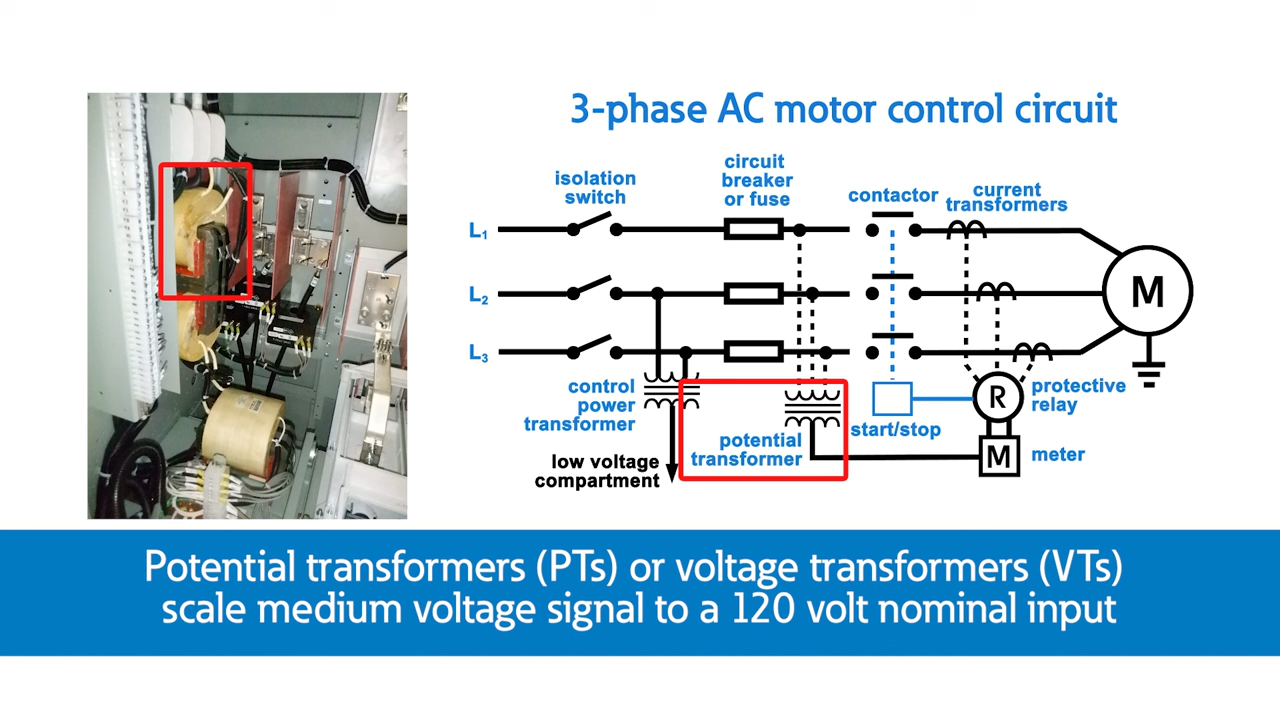 3-phase AC motor control circuit
isolation
switch
circuit
breaker
or fuse
contactor
current
transformers
L1
L2
L3
M
control
power
transformer
potential
transformer
low voltage
compartment
start/stop
R
protective
relay
M
meter
Potential transformers (PTs) or voltage transformers (VTs)
scale medium voltage signal to a 120 volt nominal input